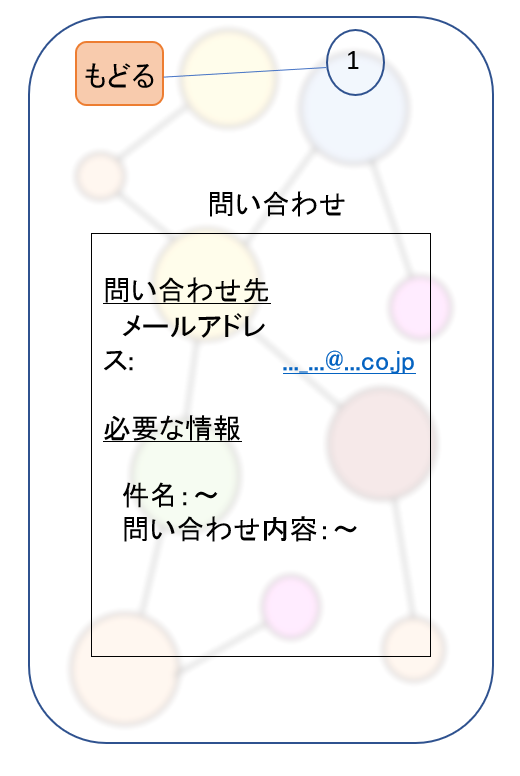 もどる
1
問い合わせ
問い合わせ先
メールアドレ
ス: ..._...@...co.jp
必要な情報
件名：～
問い合わせ内容：～